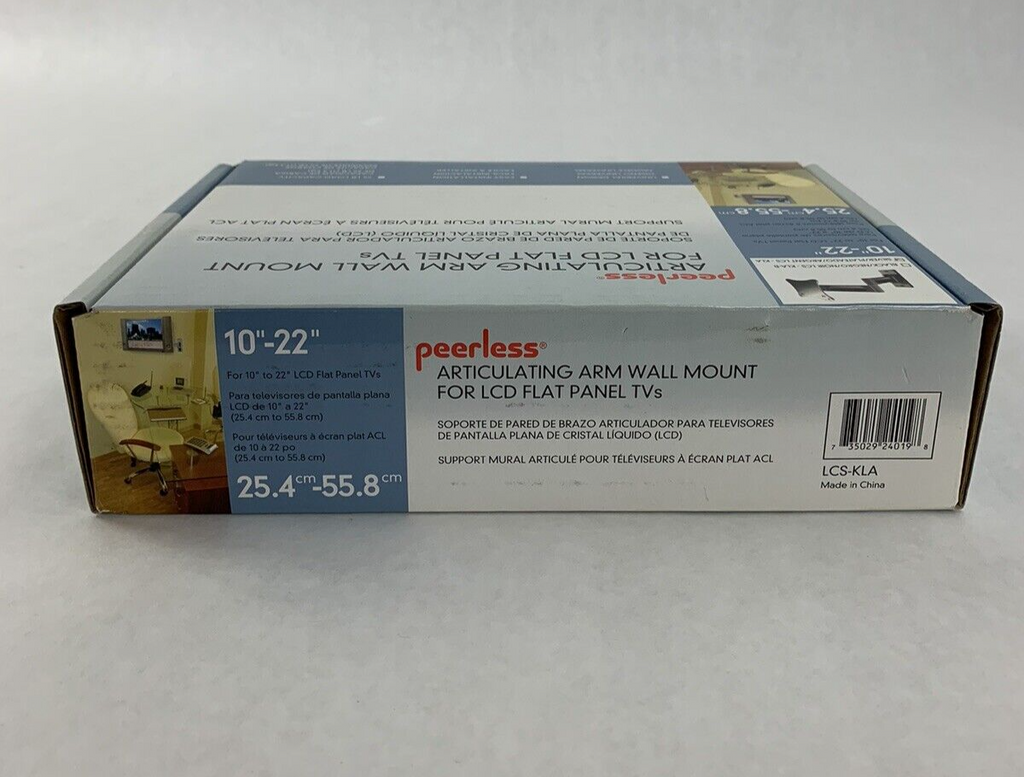 peerless®
ARTICULATING ARM WALL MOUNT
FOR LCD FLAT PANEL TVs
SOPORTE DE PARED DE BRAZO ARTICULADOR PARA TELEVISORES
DE PANTALLA PLANA DE CRISTAL LÍQUIDO (LCD)
SUPPORT MURAL ARTICULÉ POUR TÉLÉVISEURS À ÉCRAN PLAT ACL
10"-22"
25.4cm-55.8cm
10"-22"
For 10" to 22" LCD Flat Panel TVs
Para televisores de pantalla plana
LCD de 10" a 22"
(25.4 cm to 55.8 cm)
Pour téléviseurs à écran plat ACL
de 10 à 22 po
(25.4 cm to 55.8 cm)
25.4cm-55.8cm
peerless®
ARTICULATING ARM WALL MOUNT
FOR LCD FLAT PANEL TVs
SOPORTE DE PARED DE BRAZO ARTICULADOR PARA TELEVISORES
DE PANTALLA PLANA DE CRISTAL LÍQUIDO (LCD)
SUPPORT MURAL ARTICULÉ POUR TÉLÉVISEURS À ÉCRAN PLAT ACL
7 35029 24019 8
LCS-KLA
Made in China